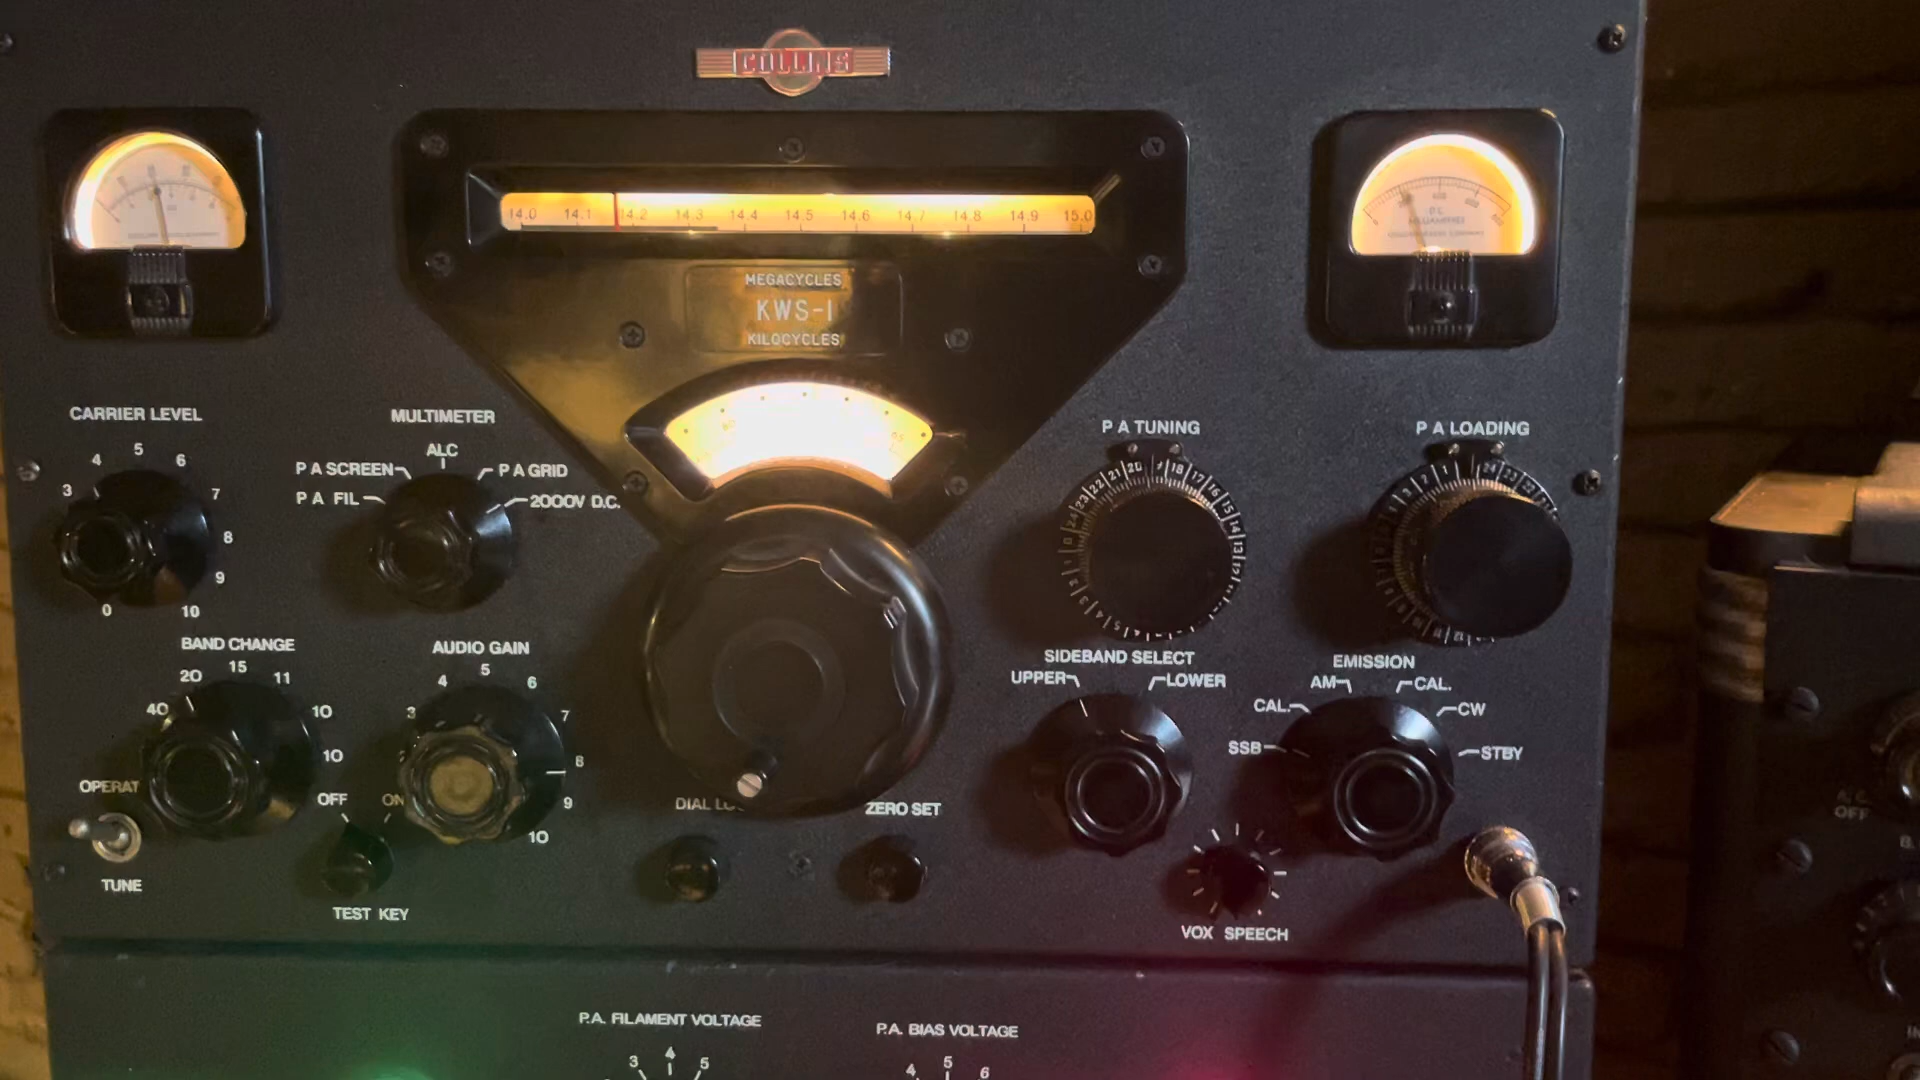 COLLINS
14.0 14.1 14.2 14.3 14.4 14.5 14.6 14.7 14.8 14.9 15.0
MEGACYCLES
KWS-1
KILOCYCLES
CARRIER LEVEL
0 3 4 5 6 7 8 9 10
MULTIMETER
ALC
P A SCREEN
P A GRID
P A FIL
2000V D.C.
P A TUNING
P A LOADING
BAND CHANGE
40 20 15 11 10 10
AUDIO GAIN
3 4 5 6 7 8 9 10
SIDEBAND SELECT
UPPER
LOWER
EMISSION
AM
CAL.
CAL.
CW
SSB
STBY
OPERAT
TUNE
OFF ON
TEST KEY
DIAL LO
ZERO SET
VOX SPEECH
OFF
P.A. FILAMENT VOLTAGE
3 4 5
P.A. BIAS VOLTAGE
4 5 6